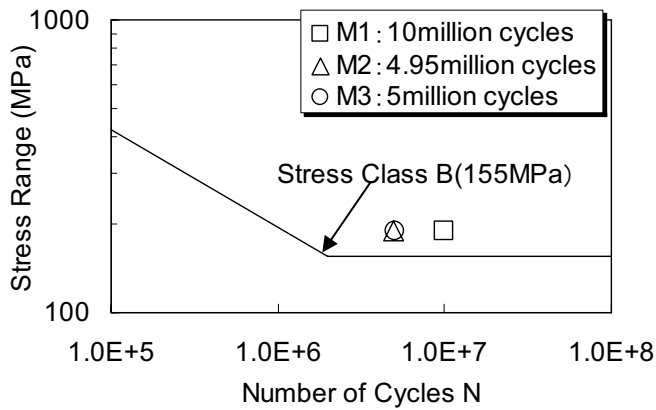 1000
Stress Range (MPa)
□ M1：10million cycles
△ M2：4.95million cycles
○ M3：5million cycles
Stress Class B(155MPa）
100
1.0E+5 1.0E+6 1.0E+7 1.0E+8
Number of Cycles N